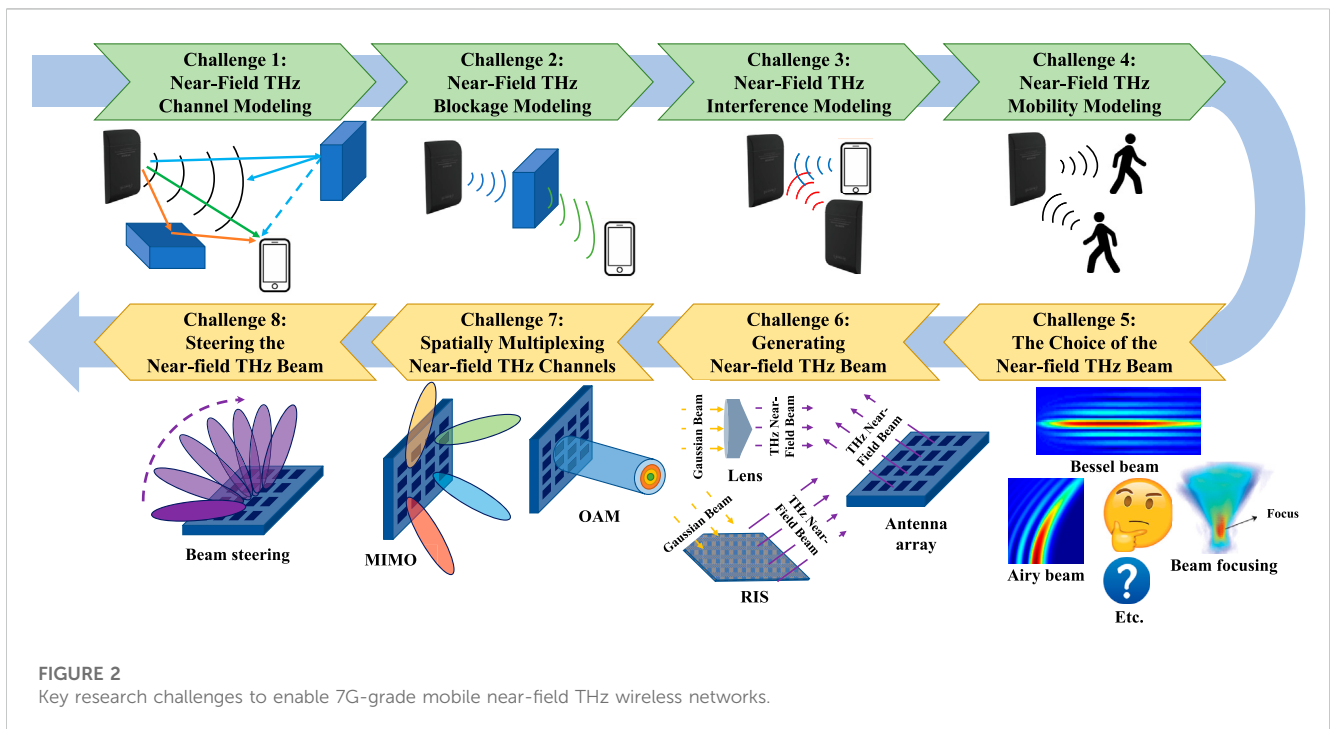 Challenge 1:
Near-Field THz
Channel Modeling
Challenge 2:
Near-Field THz
Blockage Modeling
Challenge 3:
Near-Field THz
Interference Modeling
Challenge 4:
Near-Field THz
Mobility Modeling
Challenge 8:
Steering the
Near-field THz Beam
Challenge 7:
Spatially Multiplexing
Near-field THz Channels
Challenge 6:
Generating
Near-field THz Beam
Challenge 5:
The Choice of the
Near-field THz Beam
Beam steering
MIMO
OAM
Gaussian Beam
Lens
THz Near-
Field Beam
THz Near-
Field Beam
Antenna
array
Gaussian Beam
THz Near-
Field Beam
RIS
Bessel beam
Airy beam
?
Etc.
Focus
Beam focusing
FIGURE 2
Key research challenges to enable 7G-grade mobile near-field THz wireless networks.